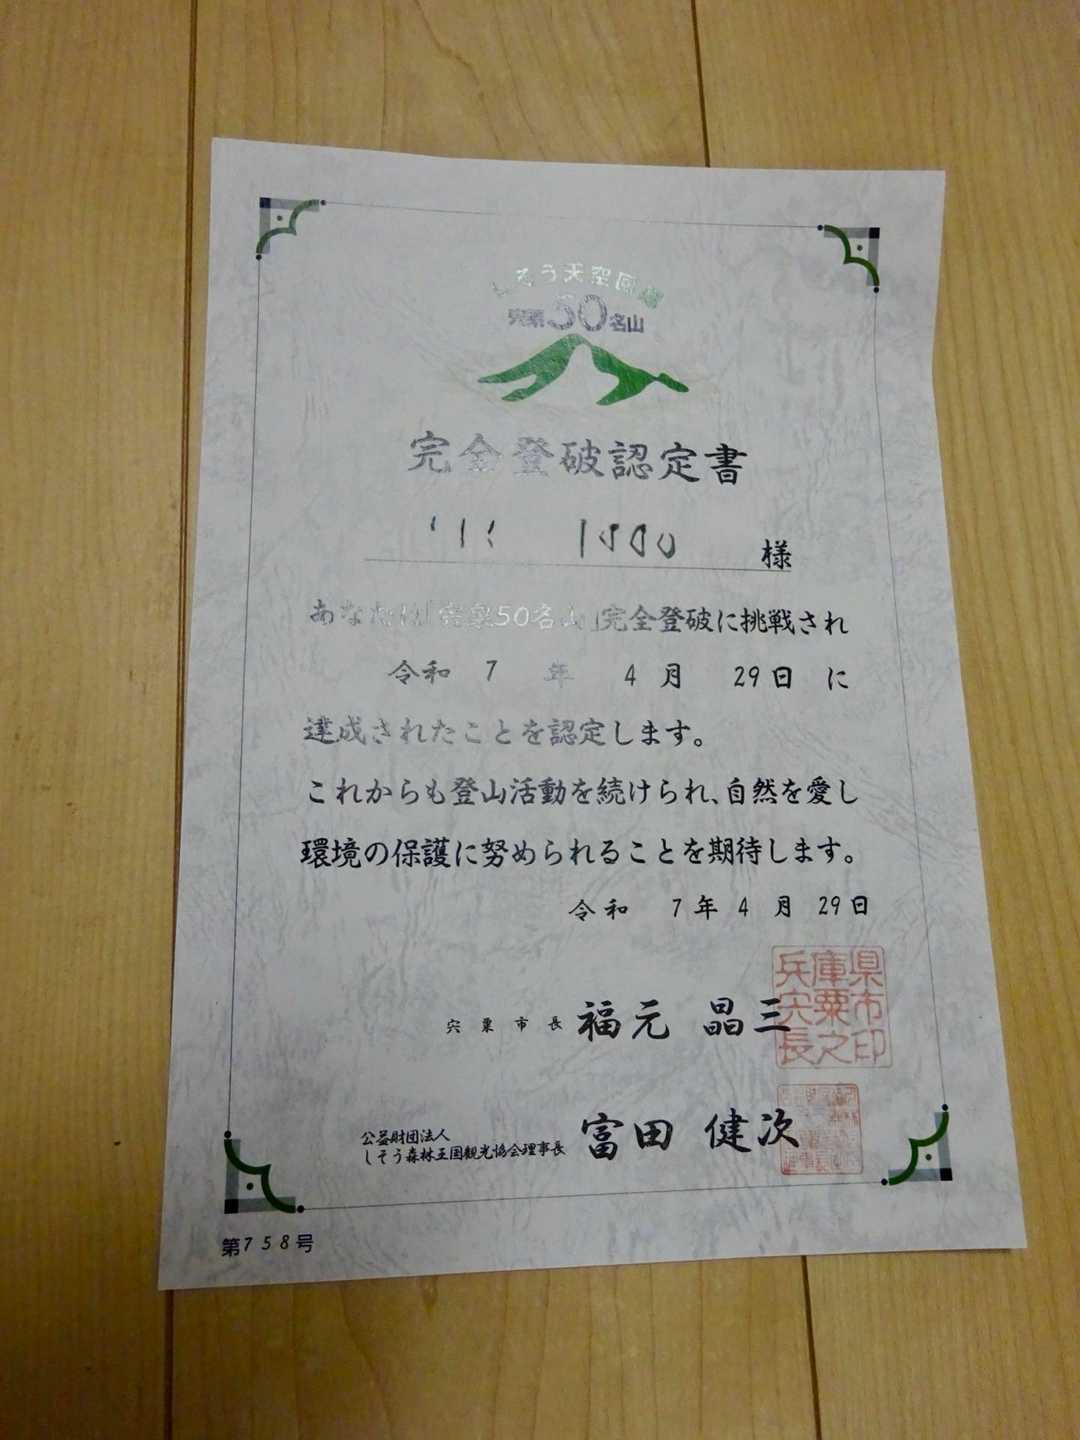 しそう天空回廊
宍粟50名山
完全登破認定書
様
あなたは「宍粟50名山」完全登破に挑戦され
令和 7 年 4 月 29日 に
達成されたことを認定します。
これからも登山活動を続けられ、自然を愛し
環境の保護に努められることを期待します。
令和 7年 4 月 29日
宍粟市長 福元 晶三
兵庫県
宍粟市
長之印
公益財団法人
しそう森林王国観光協会理事長 富田 健次
第758号